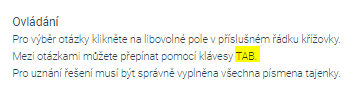 Ovládání
Pro výběr otázky klikněte na libovolné pole v příslušném řádku křížovky.
Mezi otázkami můžete přepínat pomocí klávesy TAB.
Pro uznání řešení musí být správně vyplněna všechna písmena tajenky.